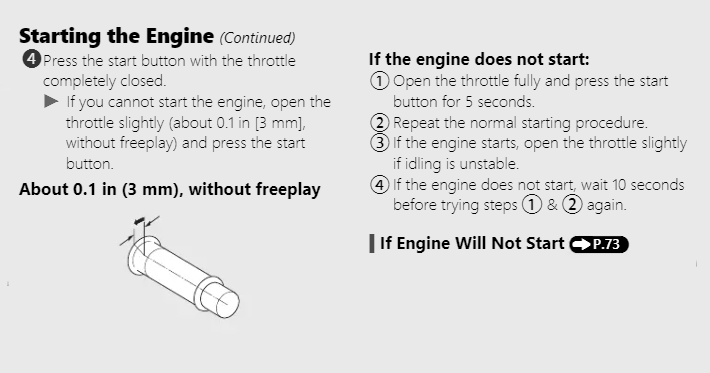 Starting the Engine (Continued)
❹ Press the start button with the throttle
completely closed.
▶ If you cannot start the engine, open the
throttle slightly (about 0.1 in [3 mm],
without freeplay) and press the start
button.
About 0.1 in (3 mm), without freeplay
If the engine does not start:
① Open the throttle fully and press the start
button for 5 seconds.
② Repeat the normal starting procedure.
③ If the engine starts, open the throttle slightly
if idling is unstable.
④ If the engine does not start, wait 10 seconds
before trying steps ① & ② again.
If Engine Will Not Start ➡P.73